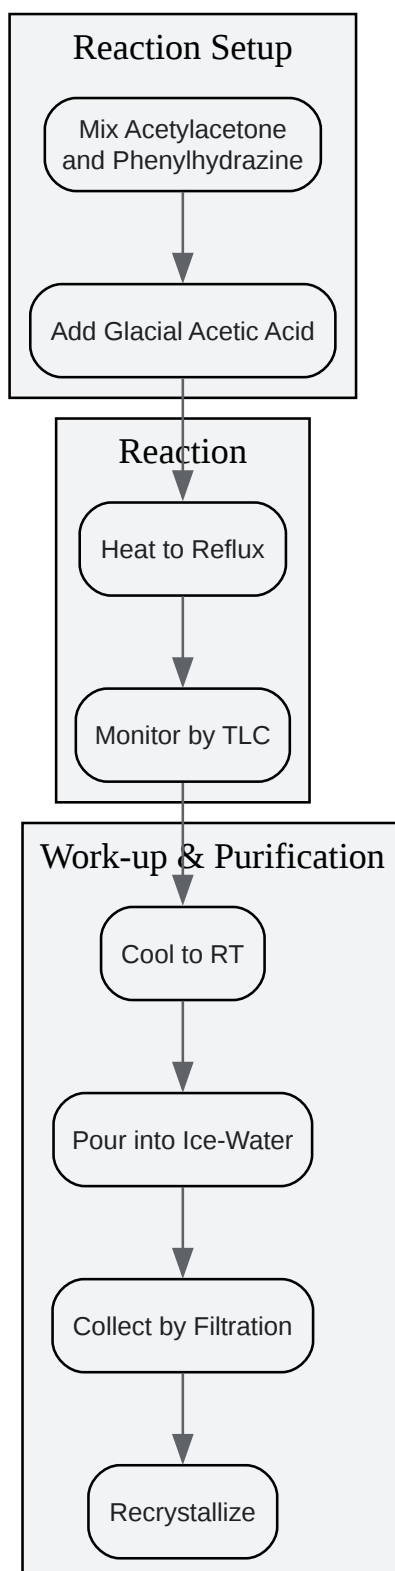 Reaction Setup
Mix Acetylacetone
and Phenylhydrazine
Add Glacial Acetic Acid
Reaction
Heat to Reflux
Monitor by TLC
Work-up & Purification
Cool to RT
Pour into Ice-Water
Collect by Filtration
Recrystallize